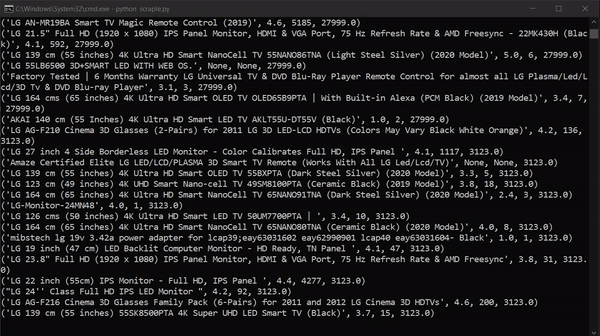 C:\Windows\System32\cmd.exe - python scraple.py
('LG AN-MR19BA Smart TV Magic Remote Control (2019)', 4.6, 5185, 27999.0)
('LG 21.5" Full HD (1920 x 1080) IPS Panel Monitor, HDMI & VGA Port, 75 Hz Refresh Rate & AMD Freesync - 22MK430H (Blac
k)', 4.1, 592, 27999.0)
('LG 139 cm (55 inches) 4K Ultra HD Smart NanoCell TV 55NANO86TNA (Light Steel Silver) (2020 Model)', 5.0, 6, 27999.0)
('LG 55LB6500 3D+SMART LED WITH WEB OS.', None, None, 27999.0)
('Factory Tested | 6 Months Warranty LG Universal TV & DVD Blu-Ray Player Remote Control for almost all LG Plasma/Led/L
cd/3D Tv & DVD Blu-ray Player', 3.1, 3, 27999.0)
('LG 164 cms (65 inches) 4K Ultra HD Smart OLED TV OLED65B9PTA | With Built-in Alexa (PCM Black) (2019 Model)', 3.4, 7,
27999.0)
('AKAI 140 cm (55 Inches) 4K Ultra HD Smart LED TV AKLT55U-DT55V (Black)', 1.0, 2, 27999.0)
('LG AG-F210 Cinema 3D Glasses (2-Pairs) for 2011 LG 3D LED-LCD HDTVs (Colors May Vary Black White Orange)', 4.2, 136,
3123.0)
('LG 27 inch 4 Side Borderless LED Monitor - Color Calibrates Full HD, IPS Panel ', 4.1, 1117, 3123.0)
('Amaze Certified Elite LG LED/LCD/PLASMA 3D Smart TV Remote (Works With All LG Led/Lcd/TV)', None, None, 3123.0)
('LG 139 cm (55 inches) 4K Ultra HD Smart OLED TV 55BXPTA (Dark Steel Silver) (2020 Model)', 3.3, 5, 3123.0)
('LG 123 cm (49 inches) 4K UHD Smart Nano-cell TV 49SM8100PTA (Ceramic Black) (2019 Model)', 3.8, 18, 3123.0)
('LG 164 cm (65 inches) 4K Ultra HD Smart NanoCell TV 65NANO91TNA (Dark Steel Silver) (2020 Model)', 2.4, 3, 3123.0)
('LG-Monitor-24MN48', 4.0, 1, 3123.0)
('LG 126 cms (50 inches) 4K Ultra HD Smart LED TV 50UM7700PTA | ', 3.4, 10, 3123.0)
('LG 164 cm (65 inches) 4K Ultra HD Smart NanoCell TV 65NANO80TNA (Ceramic Black) (2020 Model)', 4.0, 8, 3123.0)
('mibstech lg 19v 3.42a power adapter for lcap39;eay63031602 eay62990901 lcap40 eay63031604- Black', 1.0, 1, 3123.0)
('LG 19 inch (47 cm) LED Backlit Computer Monitor - HD Ready, TN Panel ', 4.1, 47, 3123.0)
('LG 23.8" Full HD (1920 x 1080) IPS Panel Monitor, HDMI & VGA Port, 75 Hz Refresh Rate & AMD Freesync', 3.8, 31, 3123.
0)
('LG 22 inch (55cm) IPS Monitor - Full HD, IPS Panel ', 4.4, 4277, 3123.0)
("LG 24'' Class Full HD IPS LED Monitor ", 4.2, 92, 3123.0)
('LG AG-F216 Cinema 3D Glasses Family Pack (6-Pairs) for 2011 and 2012 LG Cinema 3D HDTVs', 4.6, 200, 3123.0)
('LG 139 cm (55 inches) 55SK8500PTA 4K Super UHD LED Smart TV (Black)', 3.7, 15, 3123.0)